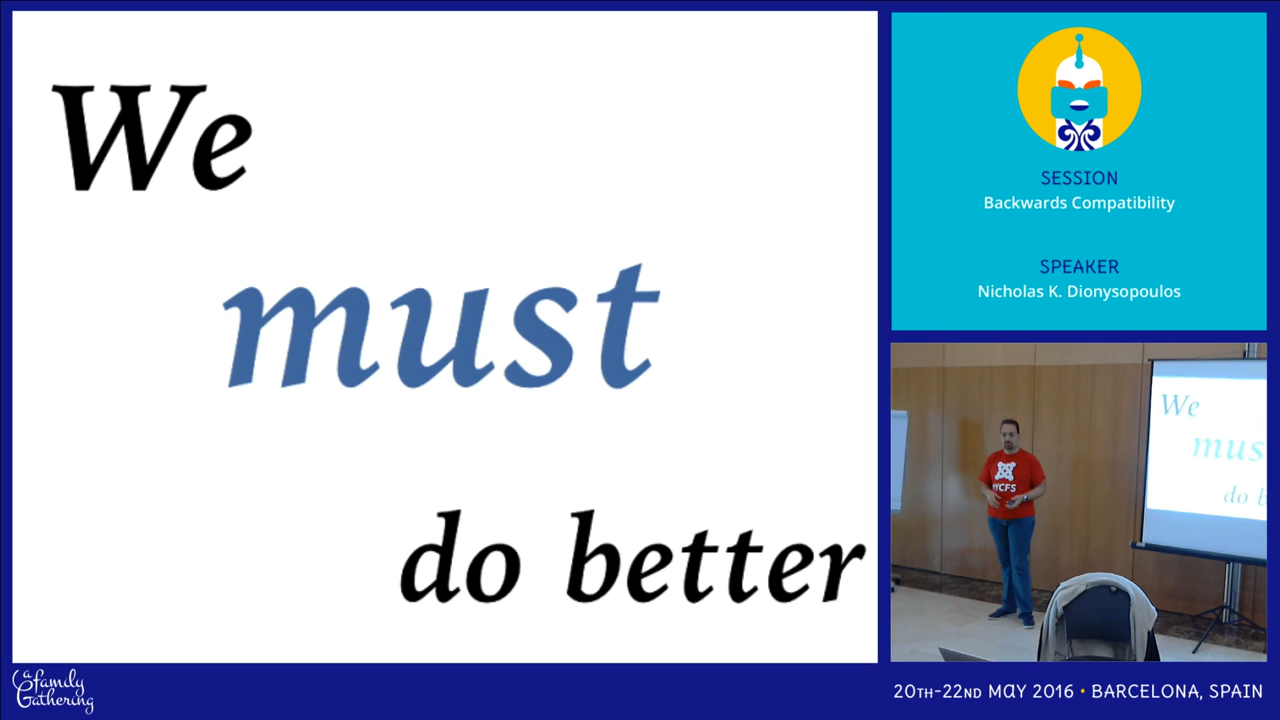 We
must
do better
SESSION
Backwards Compatibility
SPEAKER
Nicholas K. Dionysopoulos
We
mus
do b
a family
Gathering
20TH-22ND MAY 2016 • BARCELONA, SPAIN